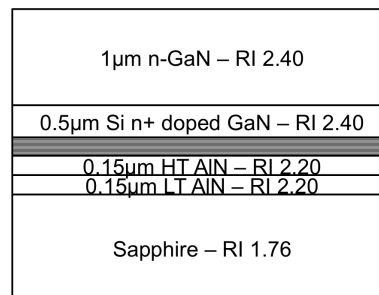 1μm n-GaN – RI 2.40
0.5μm Si n+ doped GaN – RI 2.40
0.15μm HT AlN – RI 2.20
0.15μm LT AlN – RI 2.20
Sapphire – RI 1.76